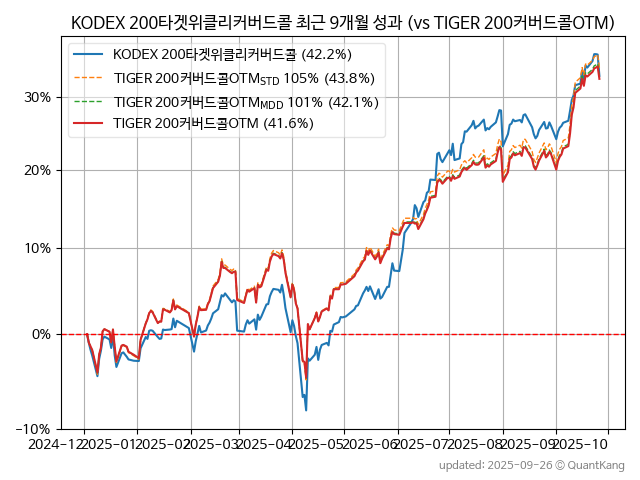 KODEX 200타겟위클리커버드콜 최근 9개월 성과 (vs TIGER 200커버드콜OTM)
KODEX 200타겟위클리커버드콜 (42.2%)
TIGER 200커버드콜OTM_STD 105% (43.8%)
TIGER 200커버드콜OTM_MDD 101% (42.1%)
TIGER 200커버드콜OTM (41.6%)
30%
20%
10%
0%
-10%
2024-12 2025-01 2025-02 2025-03 2025-04 2025-05 2025-06 2025-07 2025-08 2025-09 2025-10
updated: 2025-09-26 © QuantKang